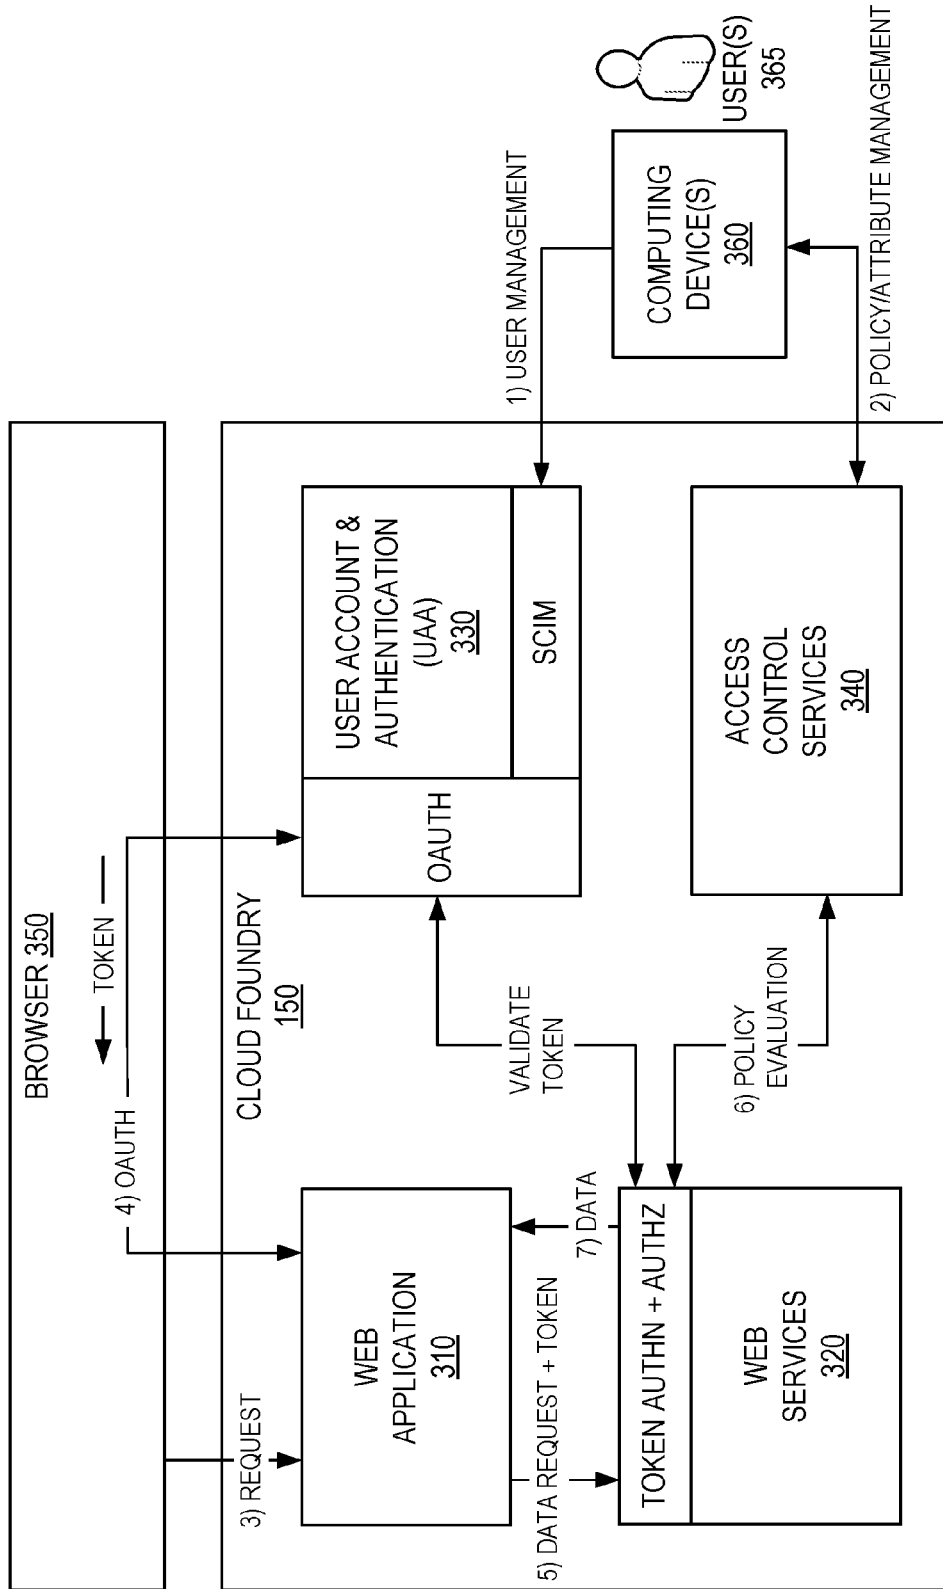 BROWSER 350
TOKEN
4) OAUTH
3) REQUEST
CLOUD FOUNDRY
150
WEB
APPLICATION
310
OAUTH
USER ACCOUNT &
AUTHENTICATION
(UAA)
330
SCIM
1) USER MANAGEMENT
VALIDATE
TOKEN
7) DATA
5) DATA REQUEST + TOKEN
TOKEN AUTHN + AUTHZ
WEB
SERVICES
320
6) POLICY
EVALUATION
ACCESS
CONTROL
SERVICES
340
COMPUTING
DEVICE(S)
360
USER(S)
365
2) POLICY/ATTRIBUTE MANAGEMENT